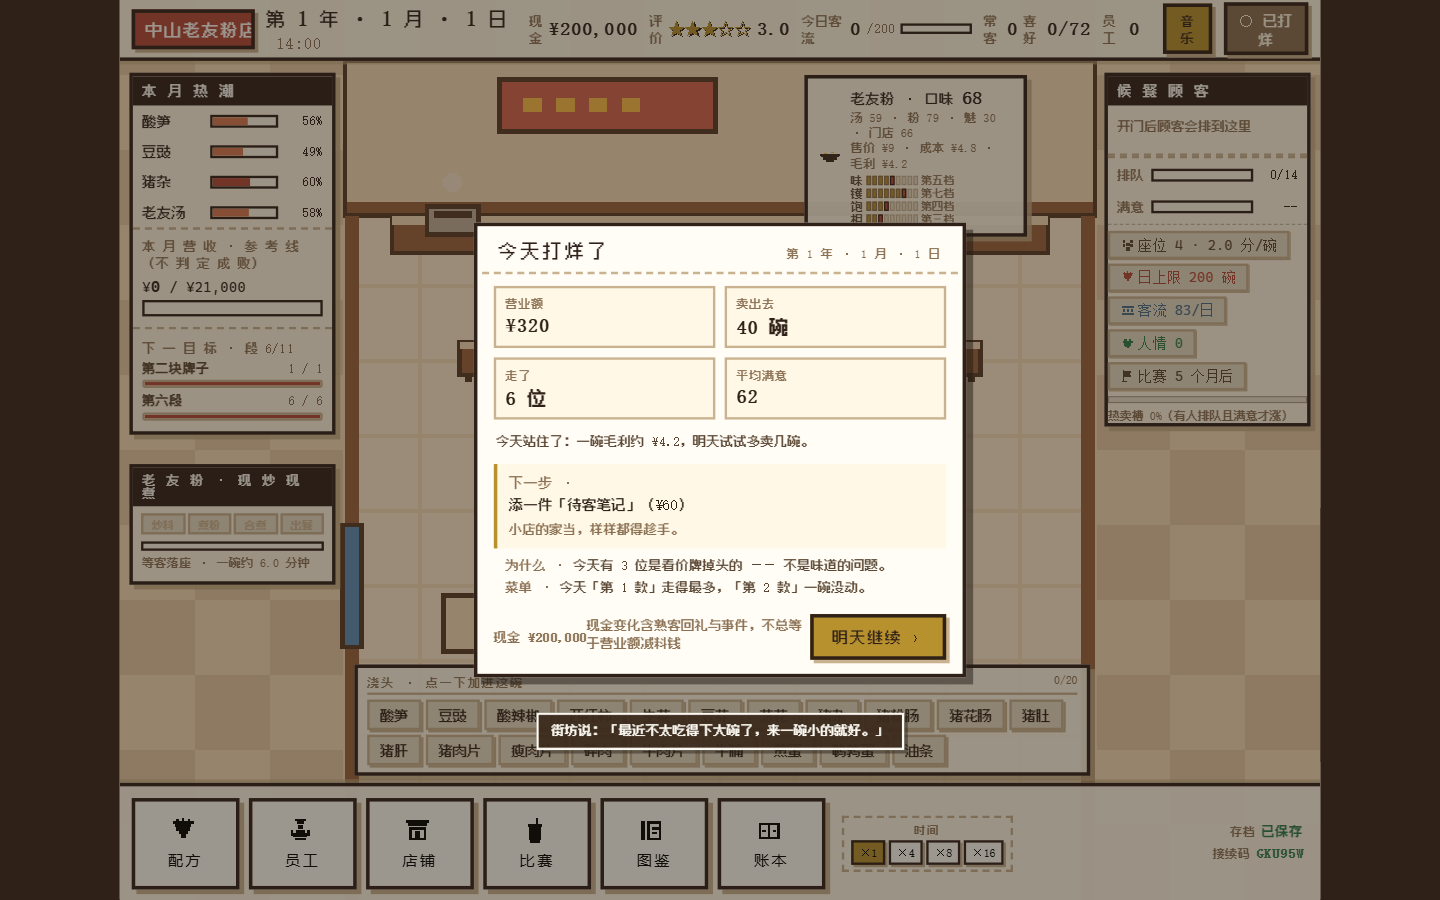 中山老友粉店
第 1 年 · 1 月 · 1 日
14:00
现金 ¥200,000
评价 3.0
今日客流 0 /200
常客 0
喜好 0/72
员工 0
音乐
○ 已打烊
本月热潮
酸笋 56%
豆豉 49%
猪杂 60%
老友汤 58%
本月营收 · 参考线
(不判定成败)
¥0 / ¥21,000
下一目标 · 段 6/11
第二块牌子 1 / 1
第六段 6 / 6
老友粉 · 现炒现煮
炒料 煮粉 合煮 出餐
等客落座 · 一碗约 6.0 分钟
老友粉 · 口味 68
汤 59 · 粉 79 · 魅 30
· 门店 66
售价 ¥9 · 成本 ¥4.8 ·
毛利 ¥4.2
味 第五档
镬 第七档
饱 第四档
相 第三档
候餐顾客
开门后顾客会排到这里
排队 0/14
满意 --
座位 4 · 2.0 分/碗
日上限 200 碗
客流 83/日
人情 0
比赛 5 个月后
热卖槽 0% (有人排队且满意才涨)
今天打烊了
第 1 年 · 1 月 · 1 日
营业额
¥320
卖出去
40 碗
走了
6 位
平均满意
62
今天站住了: 一碗毛利约 ¥4.2, 明天试试多卖几碗。
下一步 ·
添一件「待客笔记」 (¥60)
小店的家当, 样样都得趁手。
为什么 · 今天有 3 位是看价牌掉头的 —— 不是味道的问题。
菜单 · 今天「第 1 款」走得最多, 「第 2 款」一碗没动。
现金 ¥200,000
现金变化含熟客回礼与事件, 不总等于营业额减料钱
明天继续 ›
浇头 · 点一下加进这碗 0/20
酸笋 豆豉 酸辣椒 肠 猪花肠 猪肚
猪肝 猪肉片 瘦肉 油条
街坊说: 「最近不太吃得下大碗了, 来一碗小的就好。」
配方
员工
店铺
比赛
图鉴
账本
时间
×1 ×4 ×8 ×16
存档 已保存
接续码 GKU95W